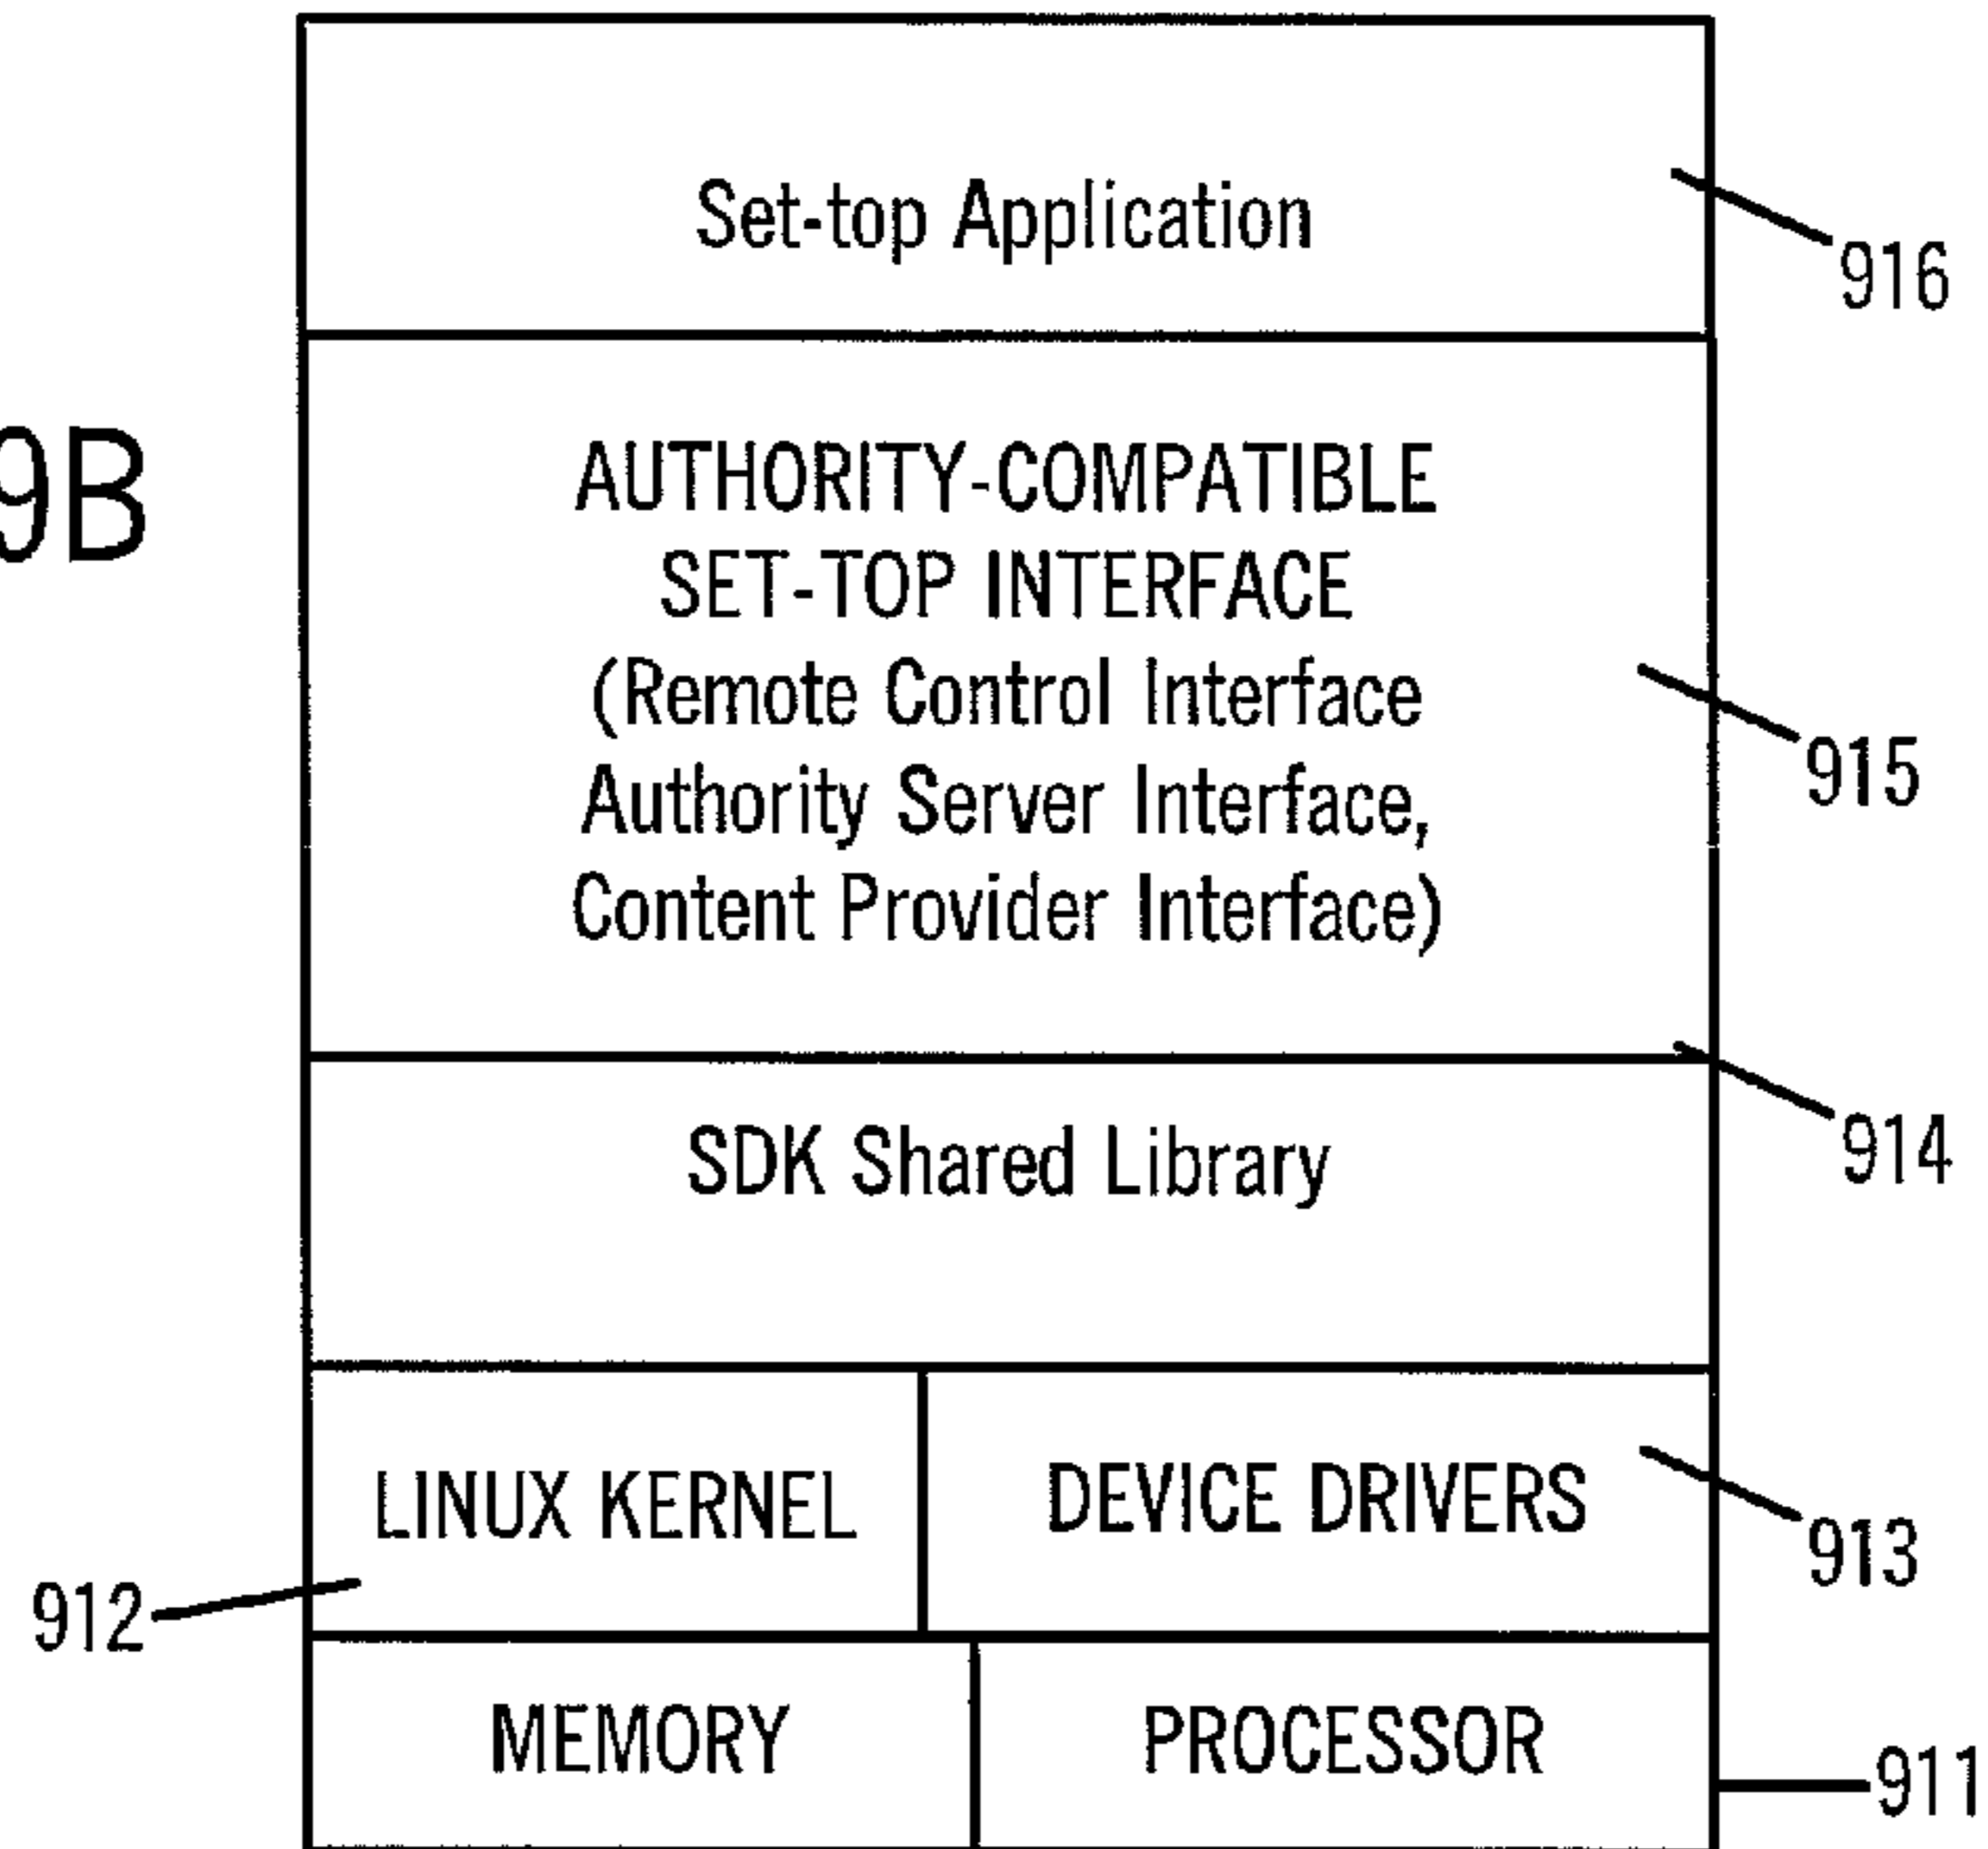 Set-top Application
916
9B
AUTHORITY-COMPATIBLE
SET-TOP INTERFACE
(Remote Control Interface
Authority Server Interface,
Content Provider Interface)
915
914
SDK Shared Library
LINUX KERNEL
DEVICE DRIVERS
913
912
MEMORY
PROCESSOR
911